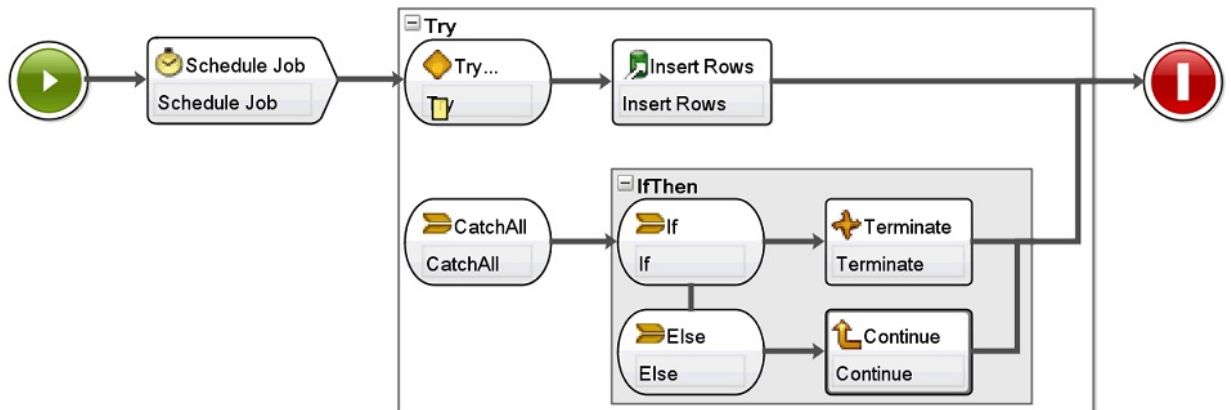 Try
Schedule Job
Schedule Job
Try...
Try
Insert Rows
Insert Rows
IfThen
CatchAll
CatchAll
If
If
Terminate
Terminate
Else
Else
Continue
Continue